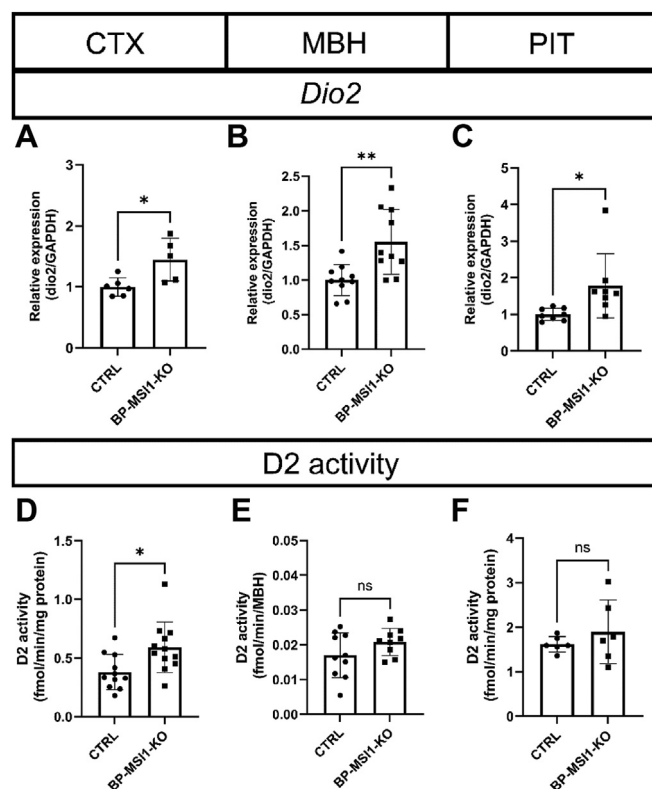 CTX MBH PIT
Dio2
A B C
Relative expression
(dio2/GAPDH)
3
2
1
0
*
CTRL
BP-MSI1-KO
Relative expression
(dio2/GAPDH)
2.5
2.0
1.5
1.0
0.5
0.0
**
CTRL
BP-MSI1-KO
Relative expression
(dio2/GAPDH)
5
4
3
2
1
0
*
CTRL
BP-MSI1-KO
D2 activity
D E F
D2 activity
(fmol/min/mg protein)
1.5
1.0
0.5
0.0
*
CTRL
BP-MSI1-KO
D2 activity
(fmol/min/MBH)
0.05
0.04
0.03
0.02
0.01
0.00
ns
CTRL
BP-MSI1-KO
D2 activity
(fmol/min/mg protein)
4
3
2
1
0
ns
CTRL
BP-MSI1-KO